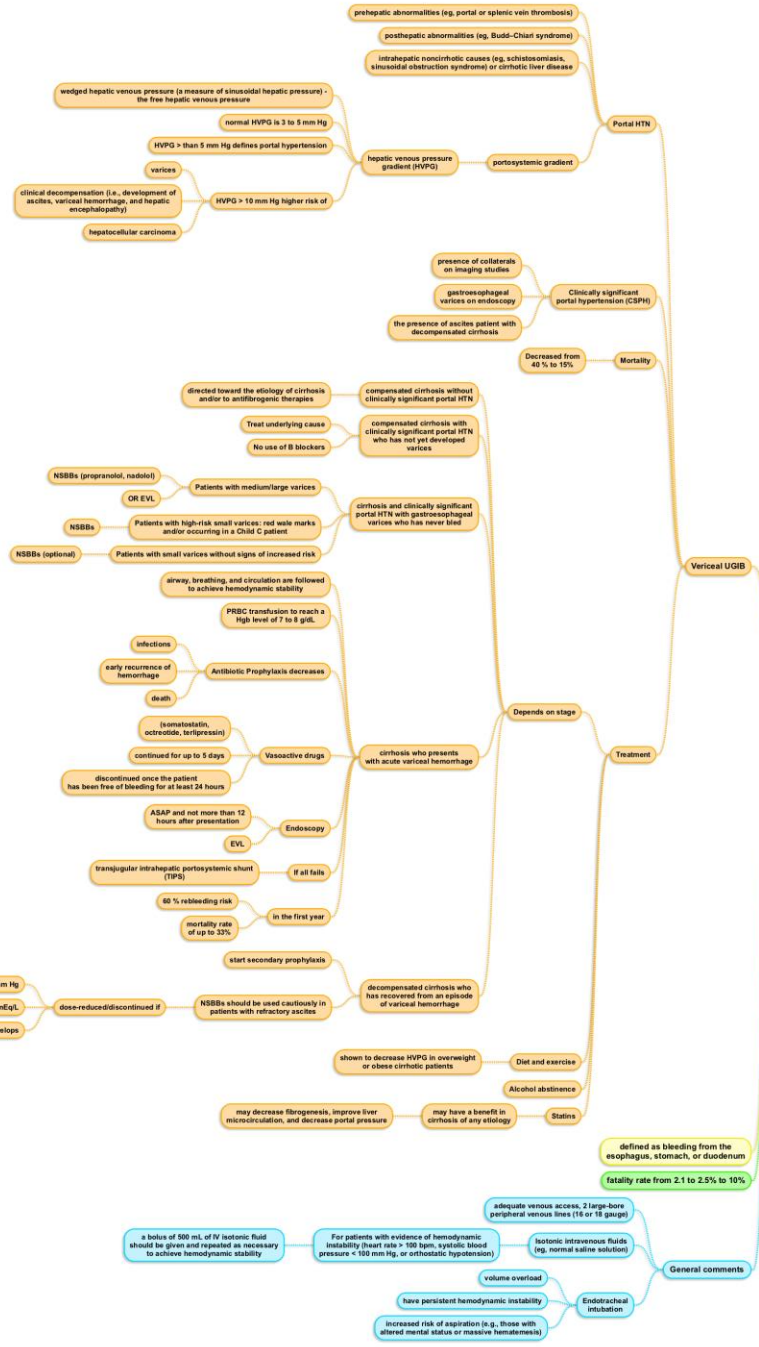 prehepatic abnormalities (eg, portal or splenic vein thrombosis)
posthepatic abnormalities (eg, Budd–Chiari syndrome)
intrahepatic noncirrhotic causes (eg, schistosomiasis,
sinusoidal obstruction syndrome) or cirrhotic liver disease
Portal HTN
wedged hepatic venous pressure (a measure of sinusoidal hepatic pressure) -
the free hepatic venous pressure
normal HVPG is 3 to 5 mm Hg
HVPG > than 5 mm Hg defines portal hypertension
hepatic venous pressure
gradient (HVPG)
portosystemic gradient
varices
clinical decompensation (i.e., development of
ascites, variceal hemorrhage, and hepatic
encephalopathy)
HVPG > 10 mm Hg higher risk of
hepatocellular carcinoma
presence of collaterals
on imaging studies
gastroesophageal
varices on endoscopy
Clinically significant
portal hypertension (CSPH)
the presence of ascites patient with
decompensated cirrhosis
Decreased from
40 % to 15%
Mortality
directed toward the etiology of cirrhosis
and/or to antifibrogenic therapies
compensated cirrhosis without
clinically significant portal HTN
Treat underlying cause
No use of B blockers
compensated cirrhosis with
clinically significant portal HTN
who has not yet developed
varices
NSBBs (propranolol, nadolol)
OR EVL
Patients with medium/large varices
NSBBs
Patients with high-risk small varices: red wale marks
and/or occurring in a Child C patient
cirrhosis and clinically significant
portal HTN with gastroesophageal
varices who has never bled
NSBBs (optional)
Patients with small varices without signs of increased risk
Vericeal UGIB
airway, breathing, and circulation are followed
to achieve hemodynamic stability
PRBC transfusion to reach a
Hgb level of 7 to 8 g/dL
infections
early recurrence of
hemorrhage
death
Antibiotic Prophylaxis decreases
Depends on stage
(somatostatin,
octreotide, terlipressin)
continued for up to 5 days
discontinued once the patient
has been free of bleeding for at least 24 hours
Vasoactive drugs
cirrhosis who presents
with acute variceal hemorrhage
Treatment
ASAP and not more than 12
hours after presentation
EVL
Endoscopy
transjugular intrahepatic portosystemic shunt
(TIPS)
If all fails
60 % rebleeding risk
mortality rate
of up to 33%
in the first year
start secondary prophylaxis
decompensated cirrhosis who
has recovered from an episode
of variceal hemorrhage
m Hg
nEq/L
elops
dose-reduced/discontinued if
NSBBs should be used cautiously in
patients with refractory ascites
shown to decrease HVPG in overweight
or obese cirrhotic patients
Diet and exercise
Alcohol abstinence
may decrease fibrogenesis, improve liver
microcirculation, and decrease portal pressure
may have a benefit in
cirrhosis of any etiology
Statins
defined as bleeding from the
esophagus, stomach, or duodenum
fatality rate from 2.1 to 2.5% to 10%
adequate venous access, 2 large-bore
peripheral venous lines (16 or 18 gauge)
a bolus of 500 mL of IV isotonic fluid
should be given and repeated as necessary
to achieve hemodynamic stability
For patients with evidence of hemodynamic
instability (heart rate > 100 bpm, systolic blood
pressure < 100 mm Hg, or orthostatic hypotension)
Isotonic intravenous fluids
(eg, normal saline solution)
General comments
volume overload
have persistent hemodynamic instability
increased risk of aspiration (e.g., those with
altered mental status or massive hematemesis)
Endotracheal
intubation